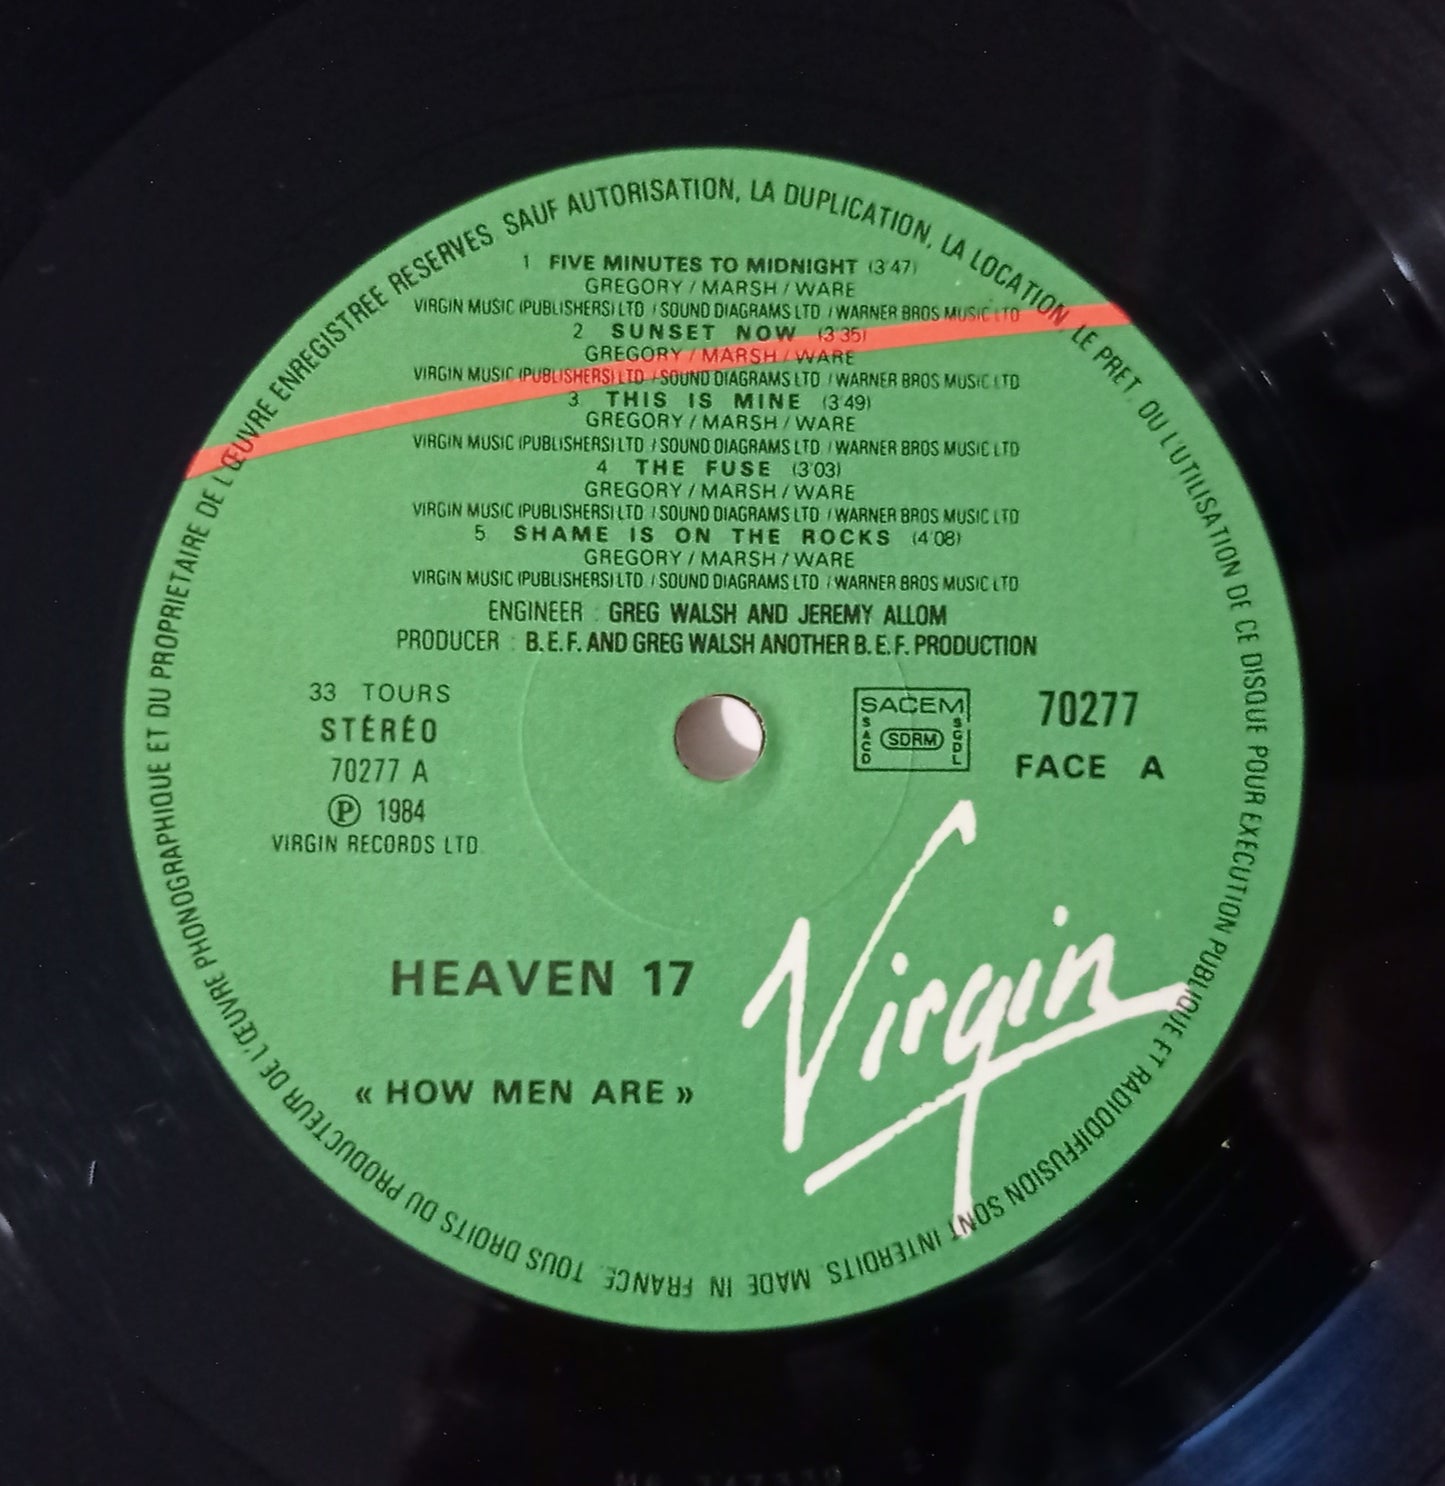 TOUS DROITS DU PRODUCTEUR DE L'ŒUVRE PHONOGRAPHIQUE ET DU PROPRIETAIRE DE L'ŒUVRE ENREGISTREE RESERVES SAUF AUTORISATION, LA DUPLICATION, LA LOCATION, LE PRET, OU L'UTILISATION DE CE DISQUE POUR EXECUTION PUBLIQUE ET RADIODIFFUSION SONT INTERDITS. MADE IN FRANCE.
1 FIVE MINUTES TO MIDNIGHT (3'47)
GREGORY / MARSH / WARE
VIRGIN MUSIC (PUBLISHERS) LTD / SOUND DIAGRAMS LTD / WARNER BROS MUSIC LTD
2 SUNSET NOW (3'35)
GREGORY / MARSH / WARE
VIRGIN MUSIC (PUBLISHERS) LTD / SOUND DIAGRAMS LTD / WARNER BROS MUSIC LTD
3 THIS IS MINE (3'49)
GREGORY / MARSH / WARE
VIRGIN MUSIC (PUBLISHERS) LTD / SOUND DIAGRAMS LTD / WARNER BROS MUSIC LTD
4 THE FUSE (3'03)
GREGORY / MARSH / WARE
VIRGIN MUSIC (PUBLISHERS) LTD / SOUND DIAGRAMS LTD / WARNER BROS MUSIC LTD
5 SHAME IS ON THE ROCKS (4'08)
GREGORY / MARSH / WARE
VIRGIN MUSIC (PUBLISHERS) LTD / SOUND DIAGRAMS LTD / WARNER BROS MUSIC LTD
ENGINEER : GREG WALSH AND JEREMY ALLOM
PRODUCER : B.E.F. AND GREG WALSH ANOTHER B.E.F. PRODUCTION
33 TOURS
STÉRÉO
70277 A
℗ 1984
VIRGIN RECORDS LTD.
SACEM
SACD
SDRM
SGDL
70277
FACE A
HEAVEN 17
« HOW MEN ARE »
Virgin